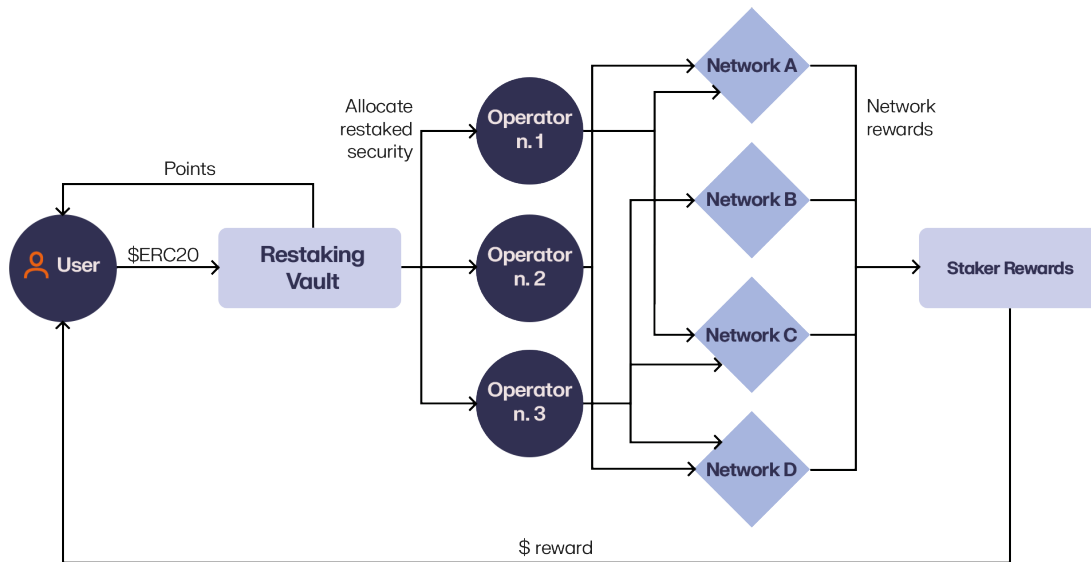 Network A
Allocate
restaked
security
Operator
n. 1
Network
rewards
Points
Network B
User
$ERC20
Restaking
Vault
Operator
n. 2
Staker Rewards
Network C
Operator
n. 3
Network D
$ reward